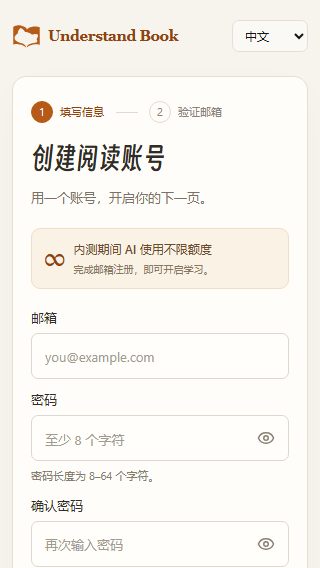 Understand Book
中文
1 填写信息
2 验证邮箱
创建阅读账号
用一个账号，开启你的下一页。
∞ 内测期间 AI 使用不限额度
完成邮箱注册，即可开启学习。
邮箱
you@example.com
密码
至少 8 个字符
密码长度为 8–64 个字符。
确认密码
再次输入密码